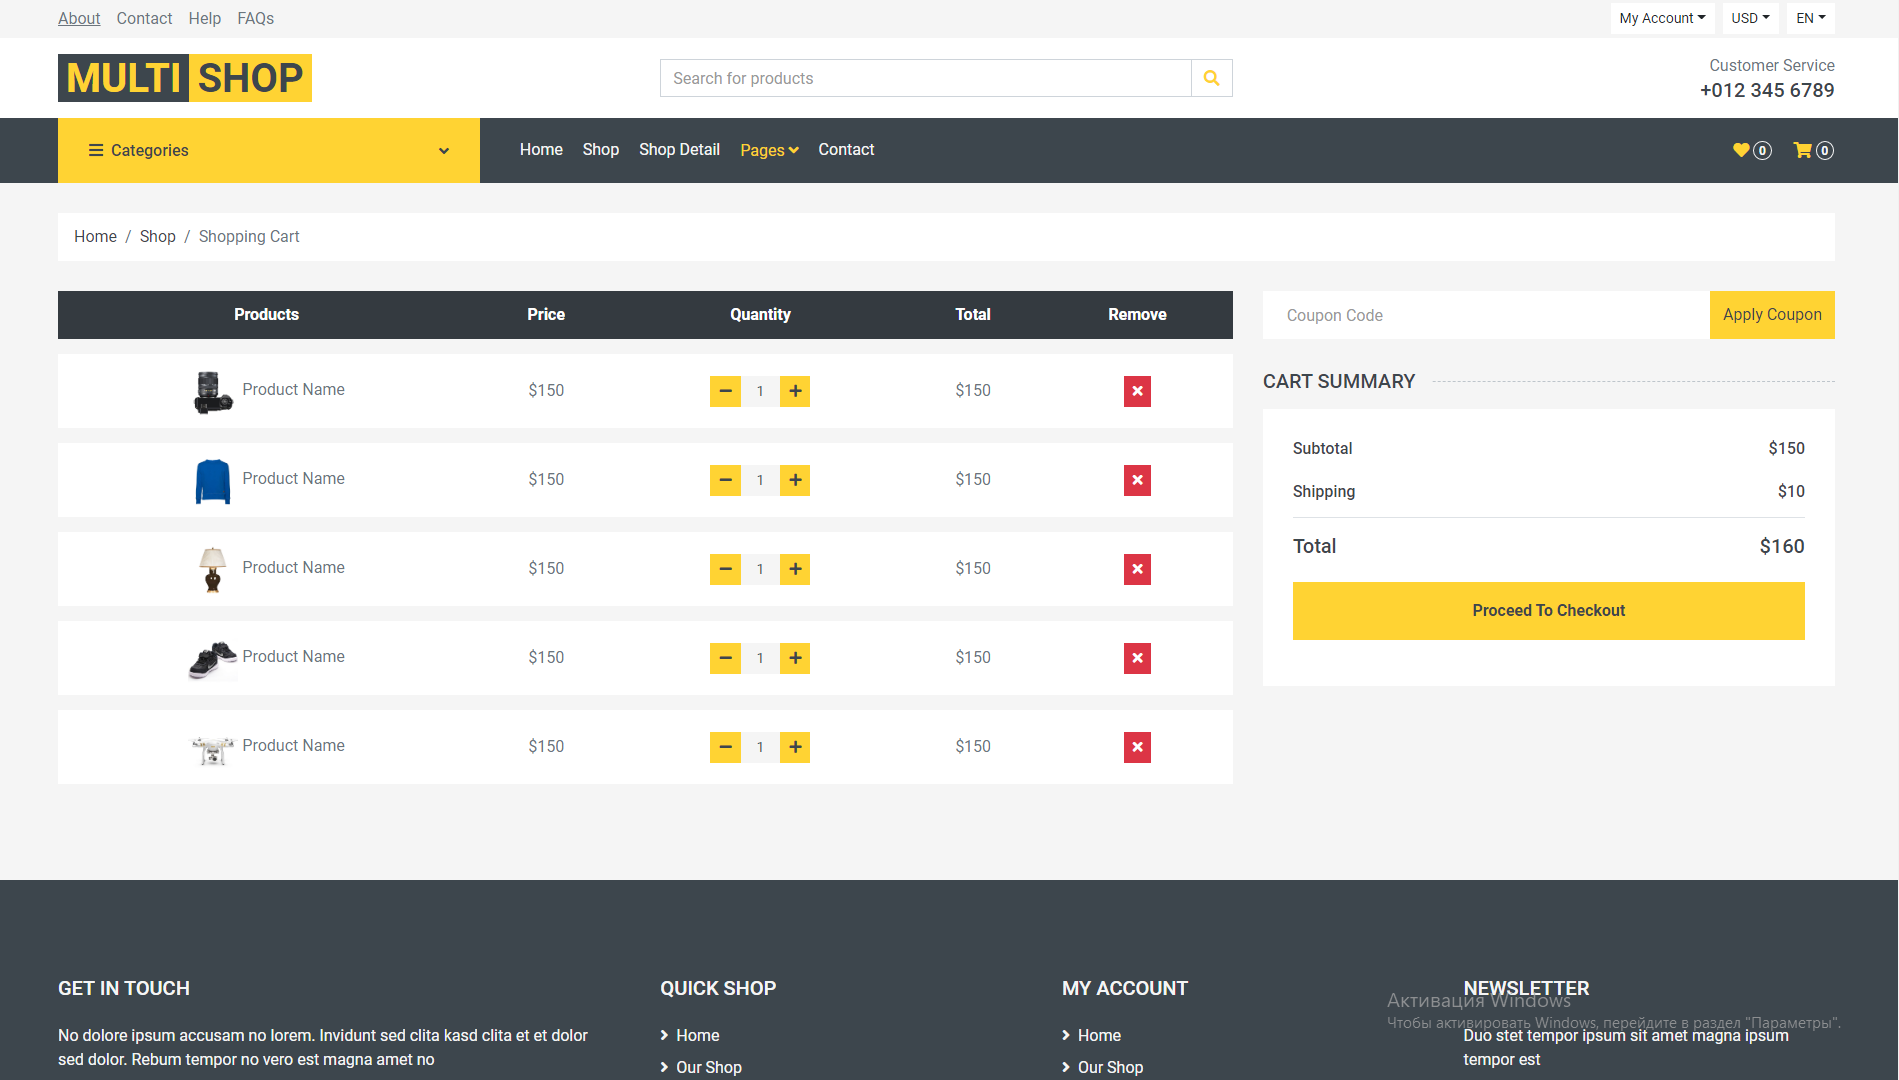 About Contact Help FAQs My Account USD EN
MULTI SHOP
Search for products
Customer Service
+012 345 6789
Categories
Home Shop Shop Detail Pages Contact 0 0
Home / Shop / Shopping Cart
Products Price Quantity Total Remove
Product Name $150 1 $150
Product Name $150 1 $150
Product Name $150 1 $150
Product Name $150 1 $150
Product Name $150 1 $150
Coupon Code Apply Coupon
CART SUMMARY
Subtotal $150
Shipping $10
Total $160
Proceed To Checkout
GET IN TOUCH
No dolore ipsum accusam no lorem. Invidunt sed clita kasd clita et et dolor
sed dolor. Rebum tempor no vero est magna amet no
QUICK SHOP
Home
Our Shop
MY ACCOUNT
Home
Our Shop
NEWSLETTER
Duo stet tempor ipsum sit amet magna ipsum
tempor est
Активация Windows
Чтобы активировать Windows, перейдите в раздел "Параметры".